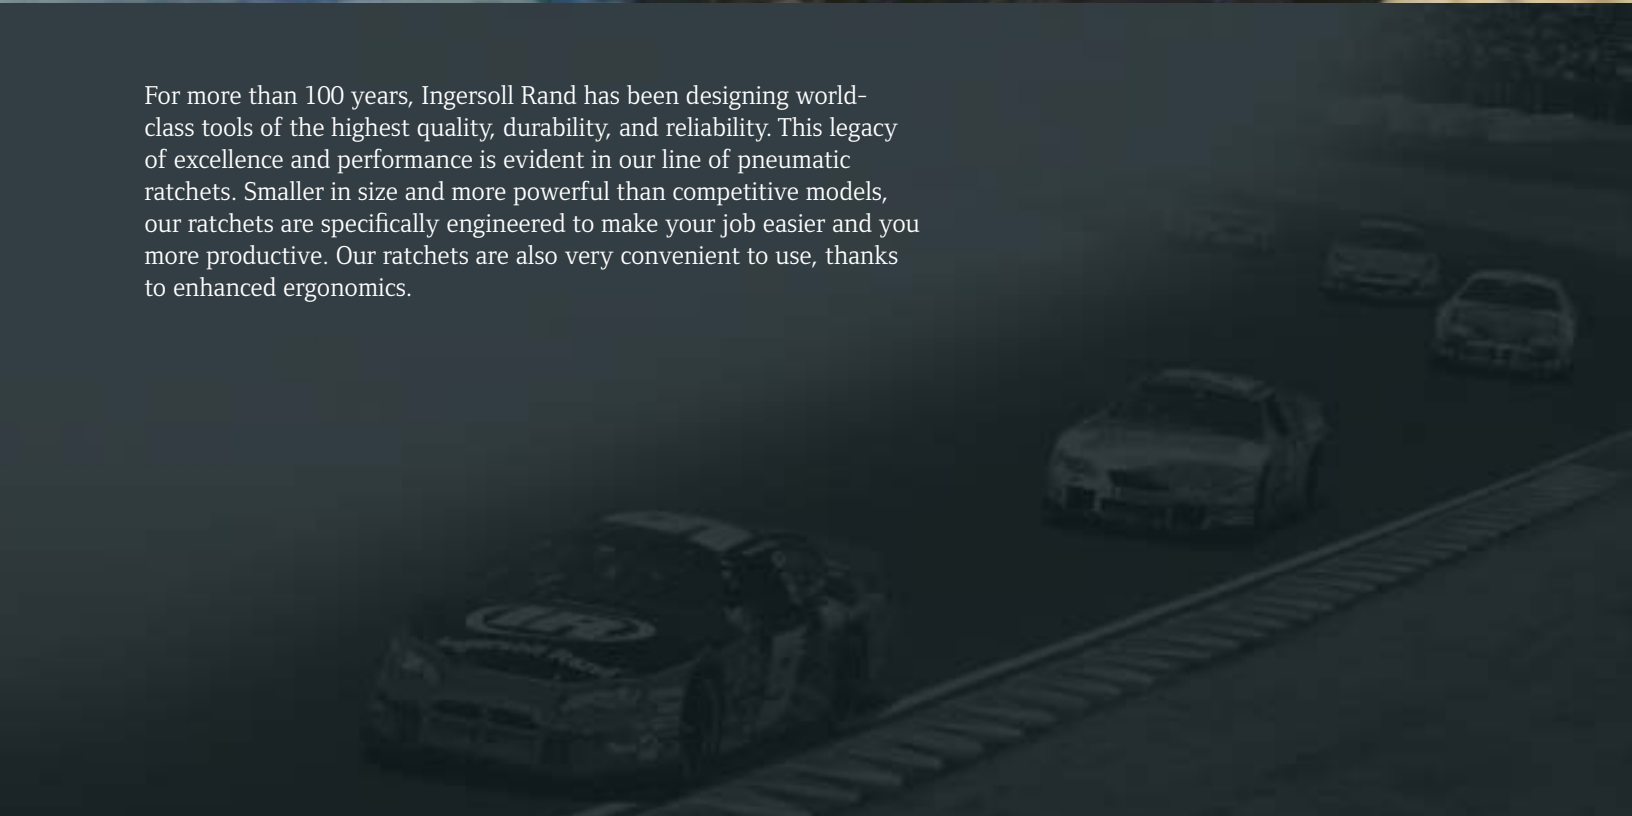 For more than 100 years, Ingersoll Rand has been designing world-
class tools of the highest quality, durability, and reliability. This legacy
of excellence and performance is evident in our line of pneumatic
ratchets. Smaller in size and more powerful than competitive models,
our ratchets are specifically engineered to make your job easier and you
more productive. Our ratchets are also very convenient to use, thanks
to enhanced ergonomics.
IR
Ingersoll Rand